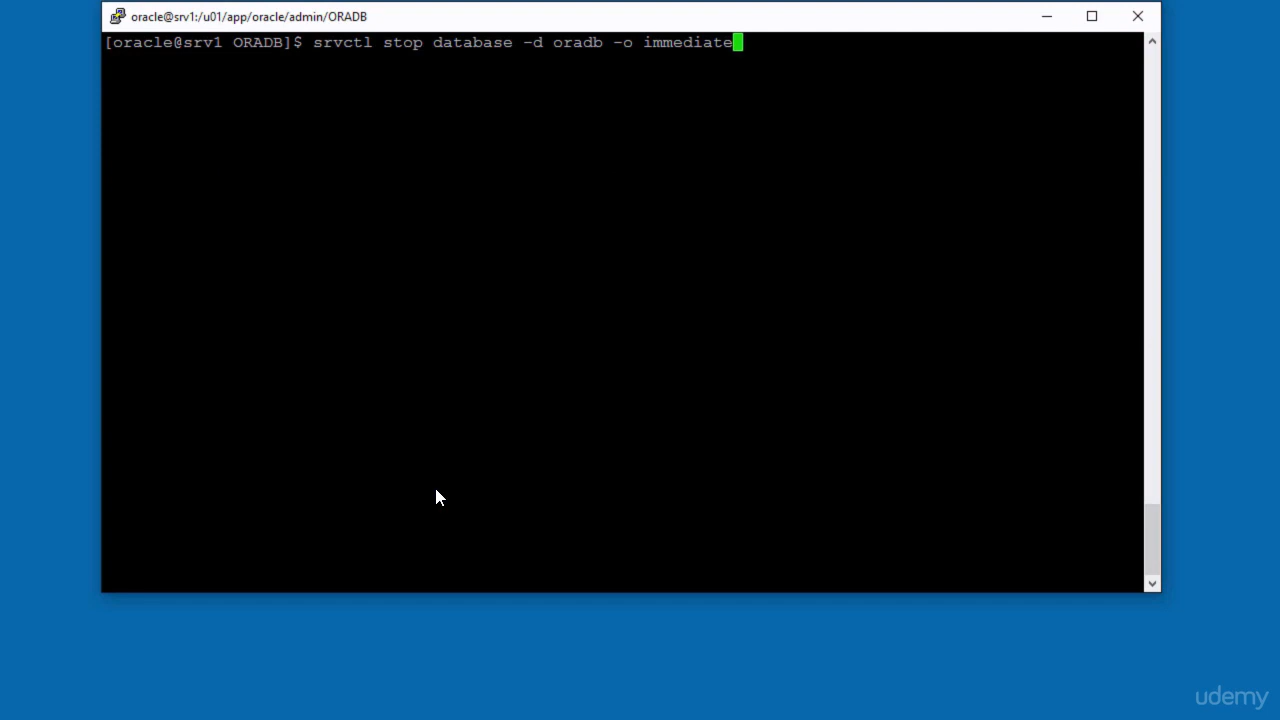 oracle@srv1:/u01/app/oracle/admin/ORADB
[oracle@srv1 ORADB]$ srvctl stop database -d oradb -o immediate
udemy